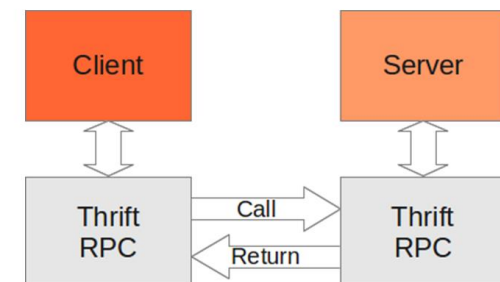 Client
Server
Thrift
RPC
Call
Return
Thrift
RPC